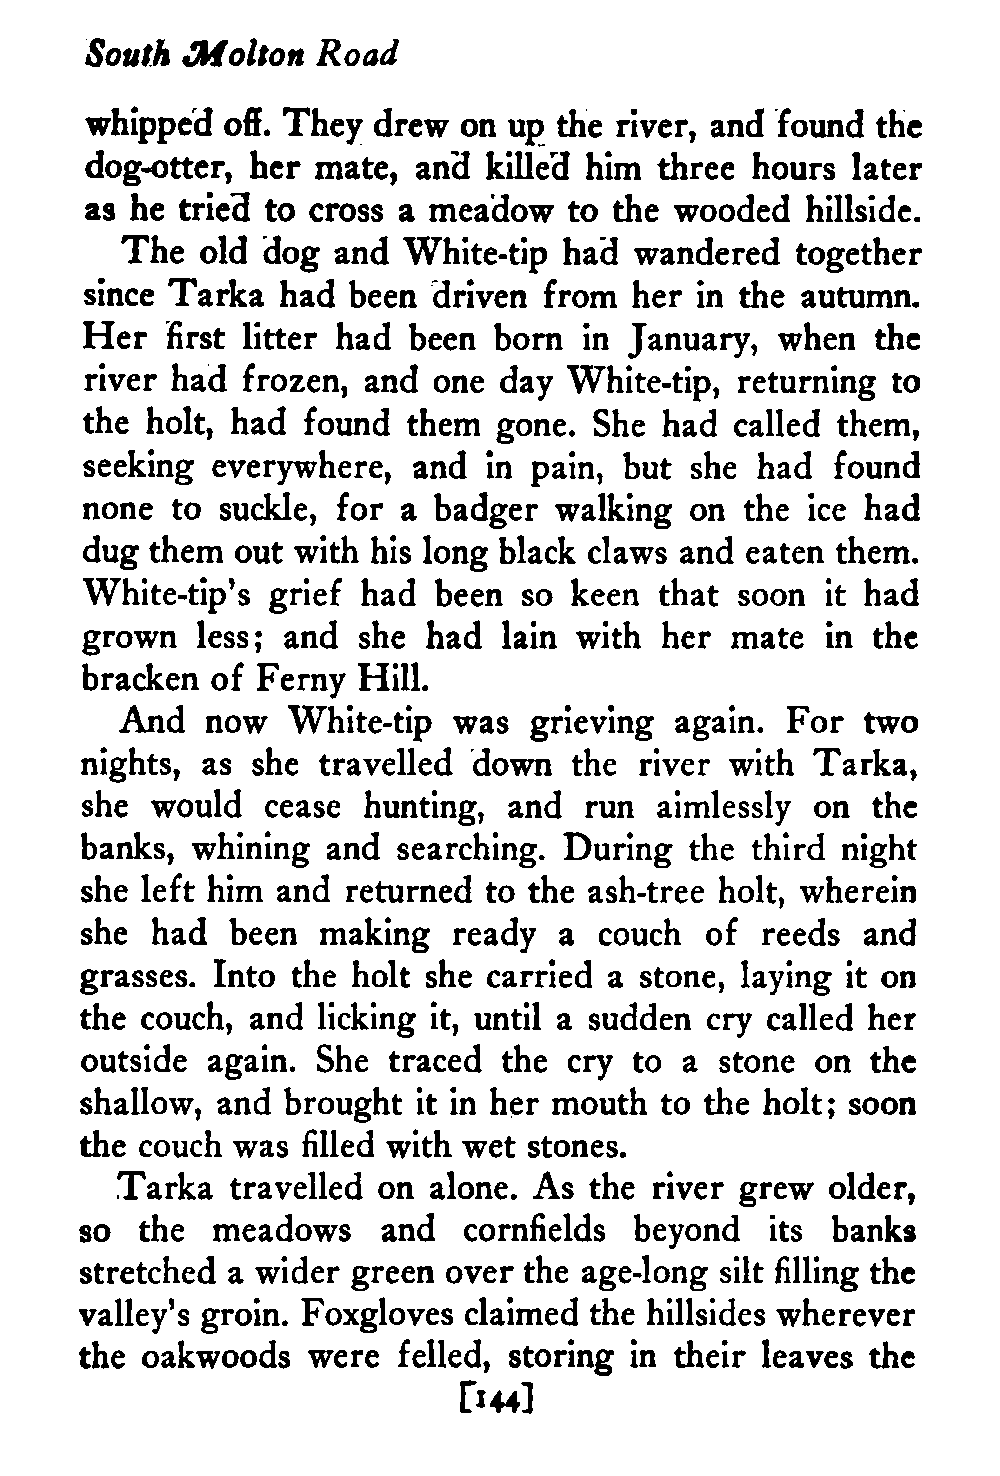 South Molton Road
whipped off. They drew on up the river, and found the
dog-otter, her mate, and killed him three hours later
as he tried to cross a meadow to the wooded hillside.
The old dog and White-tip had wandered together
since Tarka had been driven from her in the autumn.
Her first litter had been born in January, when the
river had frozen, and one day White-tip, returning to
the holt, had found them gone. She had called them,
seeking everywhere, and in pain, but she had found
none to suckle, for a badger walking on the ice had
dug them out with his long black claws and eaten them.
White-tip's grief had been so keen that soon it had
grown less; and she had lain with her mate in the
bracken of Ferny Hill.
And now White-tip was grieving again. For two
nights, as she travelled down the river with Tarka,
she would cease hunting, and run aimlessly on the
banks, whining and searching. During the third night
she left him and returned to the ash-tree holt, wherein
she had been making ready a couch of reeds and
grasses. Into the holt she carried a stone, laying it on
the couch, and licking it, until a sudden cry called her
outside again. She traced the cry to a stone on the
shallow, and brought it in her mouth to the holt; soon
the couch was filled with wet stones.
Tarka travelled on alone. As the river grew older,
so the meadows and cornfields beyond its banks
stretched a wider green over the age-long silt filling the
valley's groin. Foxgloves claimed the hillsides wherever
the oakwoods were felled, storing in their leaves the
[144]